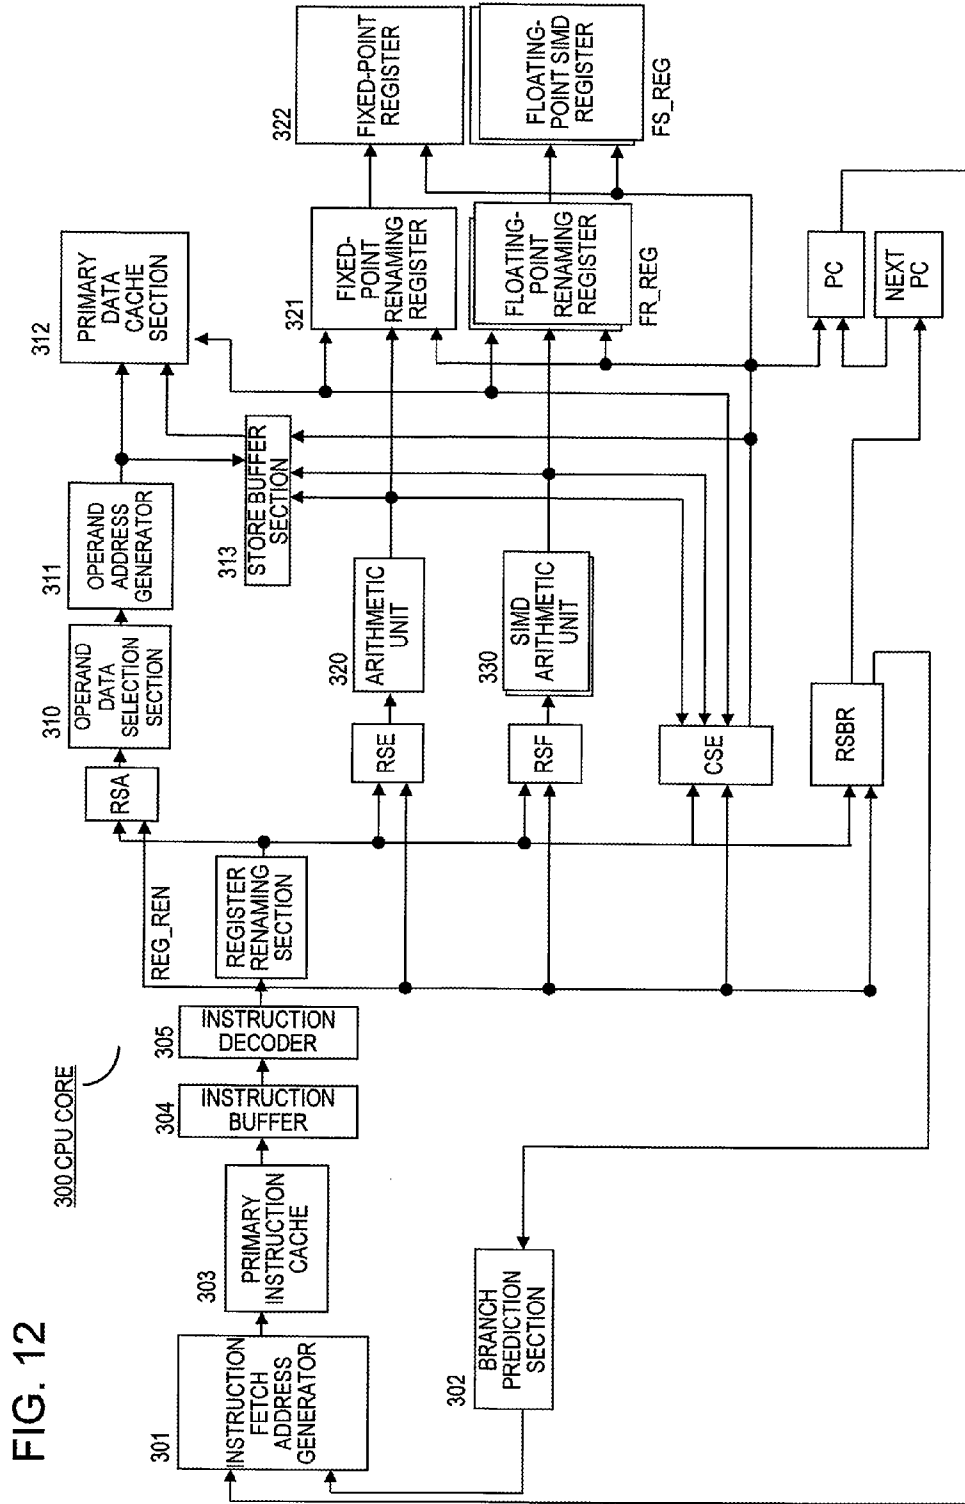 FIG. 12
300 CPU CORE
301
INSTRUCTION
FETCH
ADDRESS
GENERATOR
302
BRANCH
PREDICTION
SECTION
303
PRIMARY
INSTRUCTION
CACHE
304
INSTRUCTION
BUFFER
305
INSTRUCTION
DECODER
REG_REN
REGISTER
RENAMING
SECTION
RSA
RSE
RSF
CSE
RSBR
310
OPERAND
DATA
SELECTION
SECTION
311
OPERAND
ADDRESS
GENERATOR
313
STORE BUFFER
SECTION
312
PRIMARY
DATA
CACHE
SECTION
320
ARITHMETIC
UNIT
330
SIMD
ARITHMETIC
UNIT
321
FIXED-
POINT
RENAMING
REGISTER
FLOATING-
POINT
RENAMING
REGISTER
FR_REG
322
FIXED-POINT
REGISTER
FLOATING-
POINT SIMD
REGISTER
FS_REG
PC
NEXT
PC